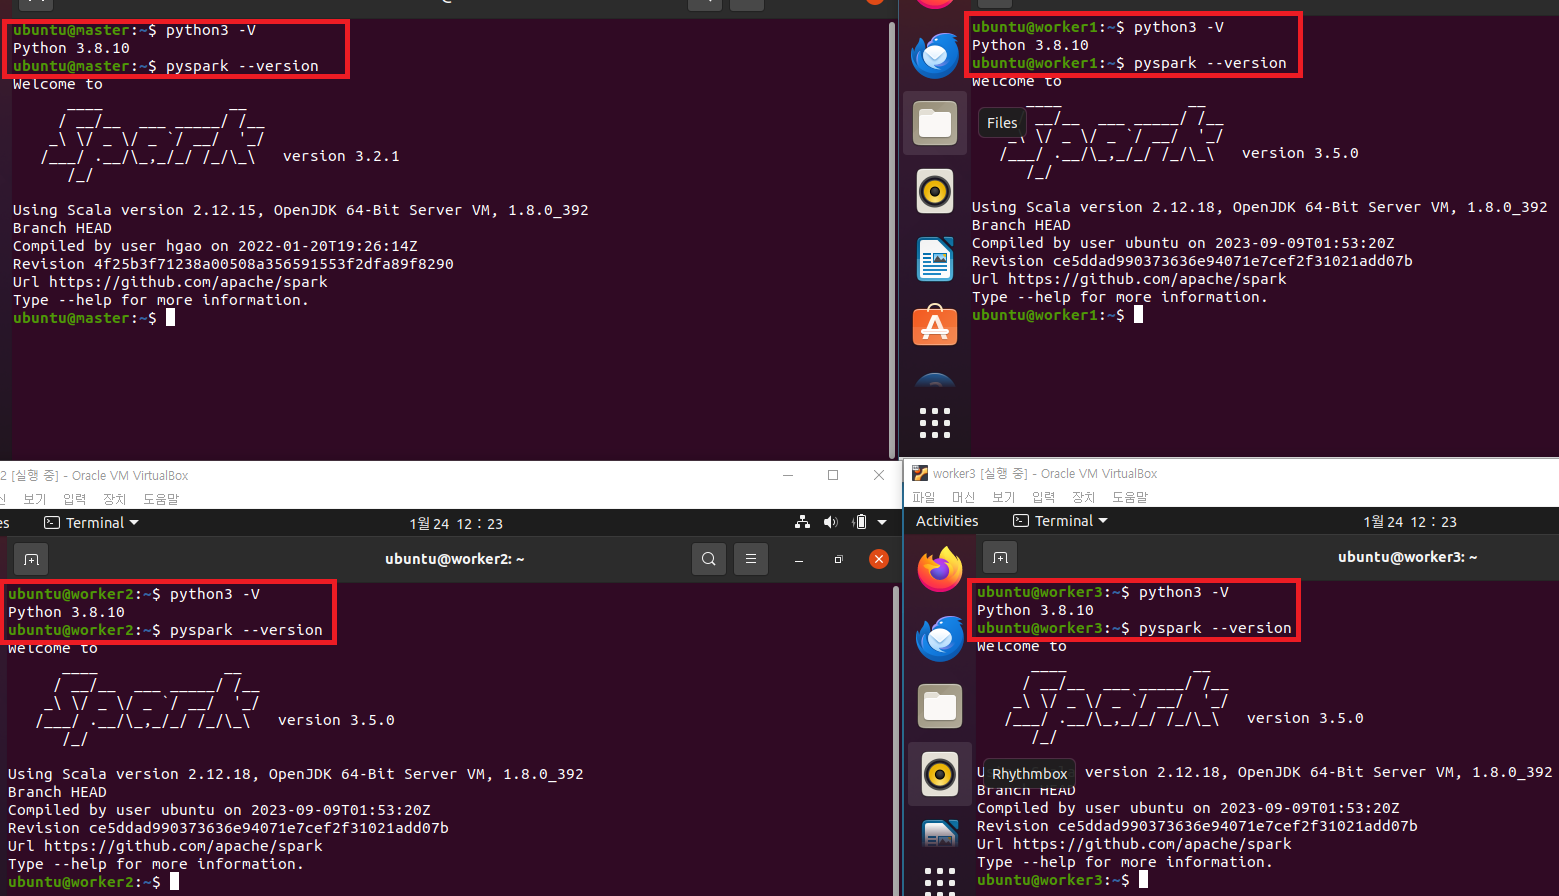 ubuntu@master:~$ python3 -V
Python 3.8.10
ubuntu@master:~$ pyspark --version
Welcome to
      ____              __
     / __/__  ___ _____/ /__
    _\ \/ _ \/ _ `/ __/  '_/
   /___/ .__/\_,_/_/ /_/\_\   version 3.2.1
      /_/
Using Scala version 2.12.15, OpenJDK 64-Bit Server VM, 1.8.0_392
Branch HEAD
Compiled by user hgao on 2022-01-20T19:26:14Z
Revision 4f25b3f71238a00508a356591553f2dfa89f8290
Url https://github.com/apache/spark
Type --help for more information.
ubuntu@master:~$
ubuntu@worker1:~$ python3 -V
Python 3.8.10
ubuntu@worker1:~$ pyspark --version
Welcome to
Files
      ____              __
       __/__  ___ _____/ /__
    _\ \/ _ \/ _ `/ __/  '_/
   /___/ .__/\_,_/_/ /_/\_\   version 3.5.0
      /_/
Using Scala version 2.12.18, OpenJDK 64-Bit Server VM, 1.8.0_392
Branch HEAD
Compiled by user ubuntu on 2023-09-09T01:53:20Z
Revision ce5ddad990373636e94071e7cef2f31021add07b
Url https://github.com/apache/spark
Type --help for more information.
ubuntu@worker1:~$
2 [실행 중] - Oracle VM VirtualBox
보기 입력 장치 도움말
Terminal
1월 24 12 : 23
ubuntu@worker2: ~
ubuntu@worker2:~$ python3 -V
Python 3.8.10
ubuntu@worker2:~$ pyspark --version
Welcome to
      ____              __
     / __/__  ___ _____/ /__
    _\ \/ _ \/ _ `/ __/  '_/
   /___/ .__/\_,_/_/ /_/\_\   version 3.5.0
      /_/
Using Scala version 2.12.18, OpenJDK 64-Bit Server VM, 1.8.0_392
Branch HEAD
Compiled by user ubuntu on 2023-09-09T01:53:20Z
Revision ce5ddad990373636e94071e7cef2f31021add07b
Url https://github.com/apache/spark
Type --help for more information.
ubuntu@worker2:~$
worker3 [실행 중] - Oracle VM VirtualBox
파일 머신 보기 입력 장치 도움말
Activities Terminal 1월 24 12 : 23
ubuntu@worker3: ~
ubuntu@worker3:~$ python3 -V
Python 3.8.10
ubuntu@worker3:~$ pyspark --version
Welcome to
      ____              __
     / __/__  ___ _____/ /__
    _\ \/ _ \/ _ `/ __/  '_/
   /___/ .__/\_,_/_/ /_/\_\   version 3.5.0
      /_/
Rhythmbox
version 2.12.18, OpenJDK 64-Bit Server VM, 1.8.0_392
Branch HEAD
Compiled by user ubuntu on 2023-09-09T01:53:20Z
Revision ce5ddad990373636e94071e7cef2f31021add07b
Url https://github.com/apache/spark
Type --help for more information.
ubuntu@worker3:~$